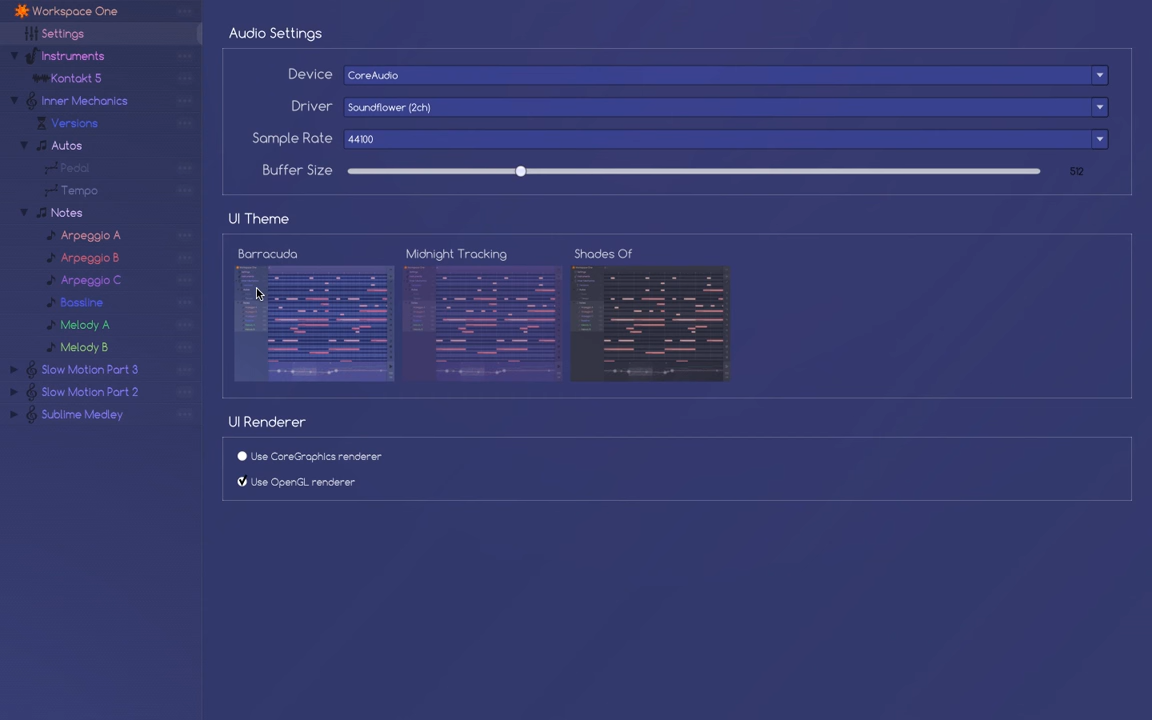 Workspace One
Settings
Instruments
Kontakt 5
Inner Mechanics
Versions
Autos
Pedal
Tempo
Notes
Arpeggio A
Arpeggio B
Arpeggio C
Bassline
Melody A
Melody B
Slow Motion Part 3
Slow Motion Part 2
Sublime Medley
Audio Settings
Device CoreAudio
Driver Soundflower (2ch)
Sample Rate 44100
Buffer Size 512
UI Theme
Barracuda Midnight Tracking Shades Of
UI Renderer
Use CoreGraphics renderer
Use OpenGL renderer